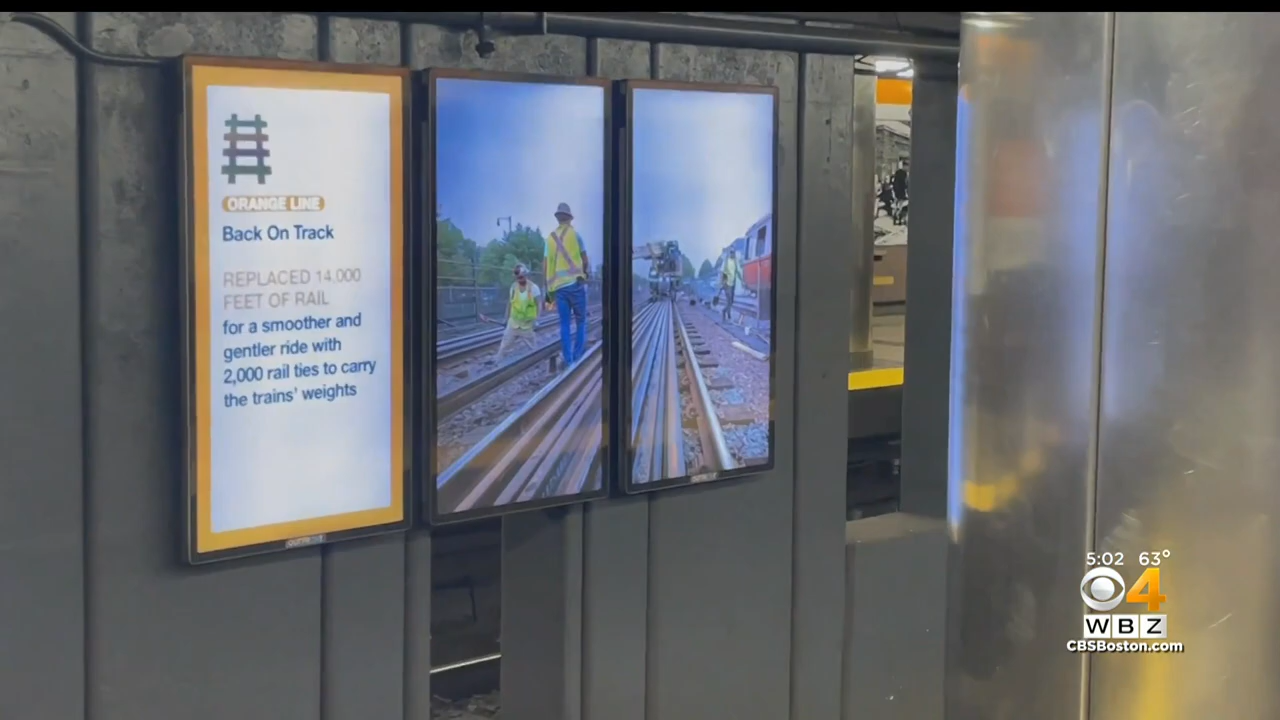 ORANGE LINE
Back On Track
REPLACED 14,000
FEET OF RAIL
for a smoother and
gentler ride with
2,000 rail ties to carry
the trains' weights
5:02 63°
4
WBZ
CBSBoston.com